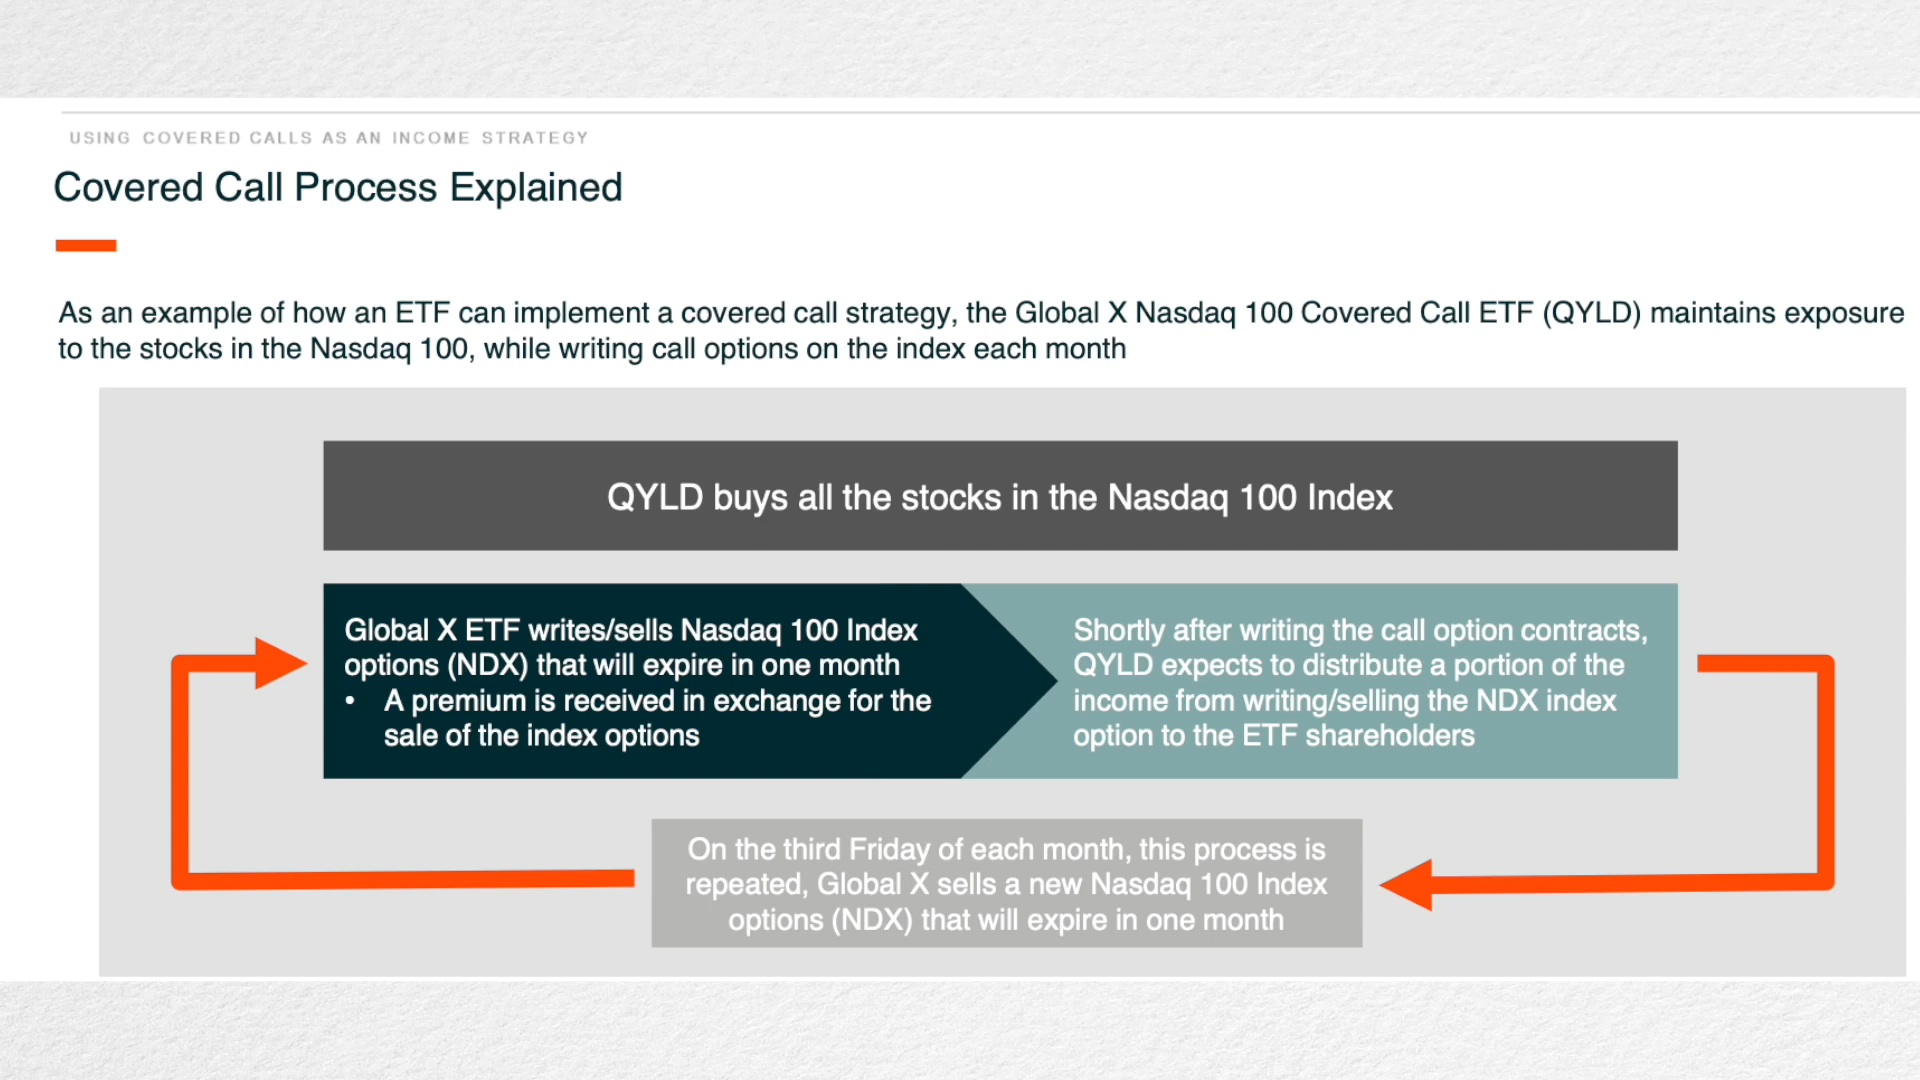 USING COVERED CALLS AS AN INCOME STRATEGY
Covered Call Process Explained
As an example of how an ETF can implement a covered call strategy, the Global X Nasdaq 100 Covered Call ETF (QYLD) maintains exposure
to the stocks in the Nasdaq 100, while writing call options on the index each month
QYLD buys all the stocks in the Nasdaq 100 Index
Global X ETF writes/sells Nasdaq 100 Index
options (NDX) that will expire in one month
• A premium is received in exchange for the
sale of the index options
Shortly after writing the call option contracts,
QYLD expects to distribute a portion of the
income from writing/selling the NDX index
option to the ETF shareholders
On the third Friday of each month, this process is
repeated, Global X sells a new Nasdaq 100 Index
options (NDX) that will expire in one month